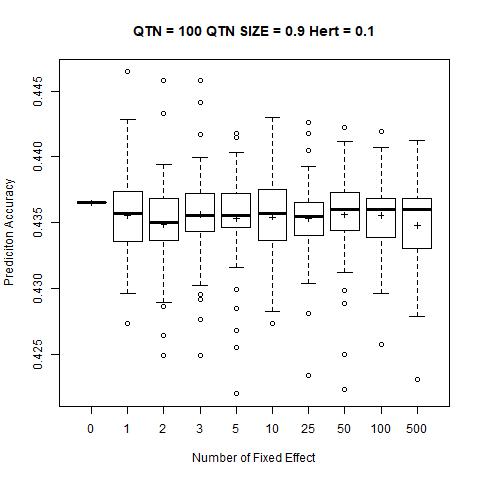 QTN = 100 QTN SIZE = 0.9 Hert = 0.1
Prediciton Accuracy
0.445
0.440
0.435
0.430
0.425
0 1 2 3 5 10 25 50 100 500
Number of Fixed Effect